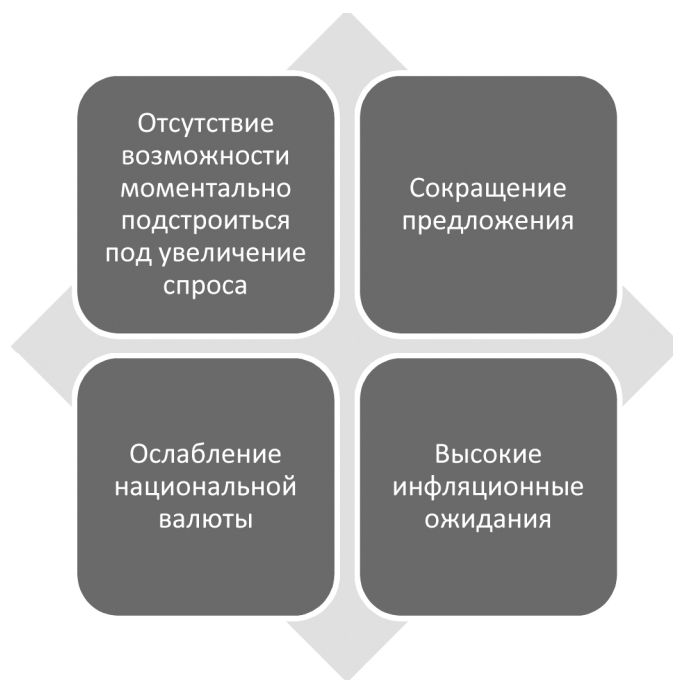 Отсутствие
возможности
моментально
подстроиться
под увеличение
спроса
Сокращение
предложения
Ослабление
национальной
валюты
Высокие
инфляционные
ожидания